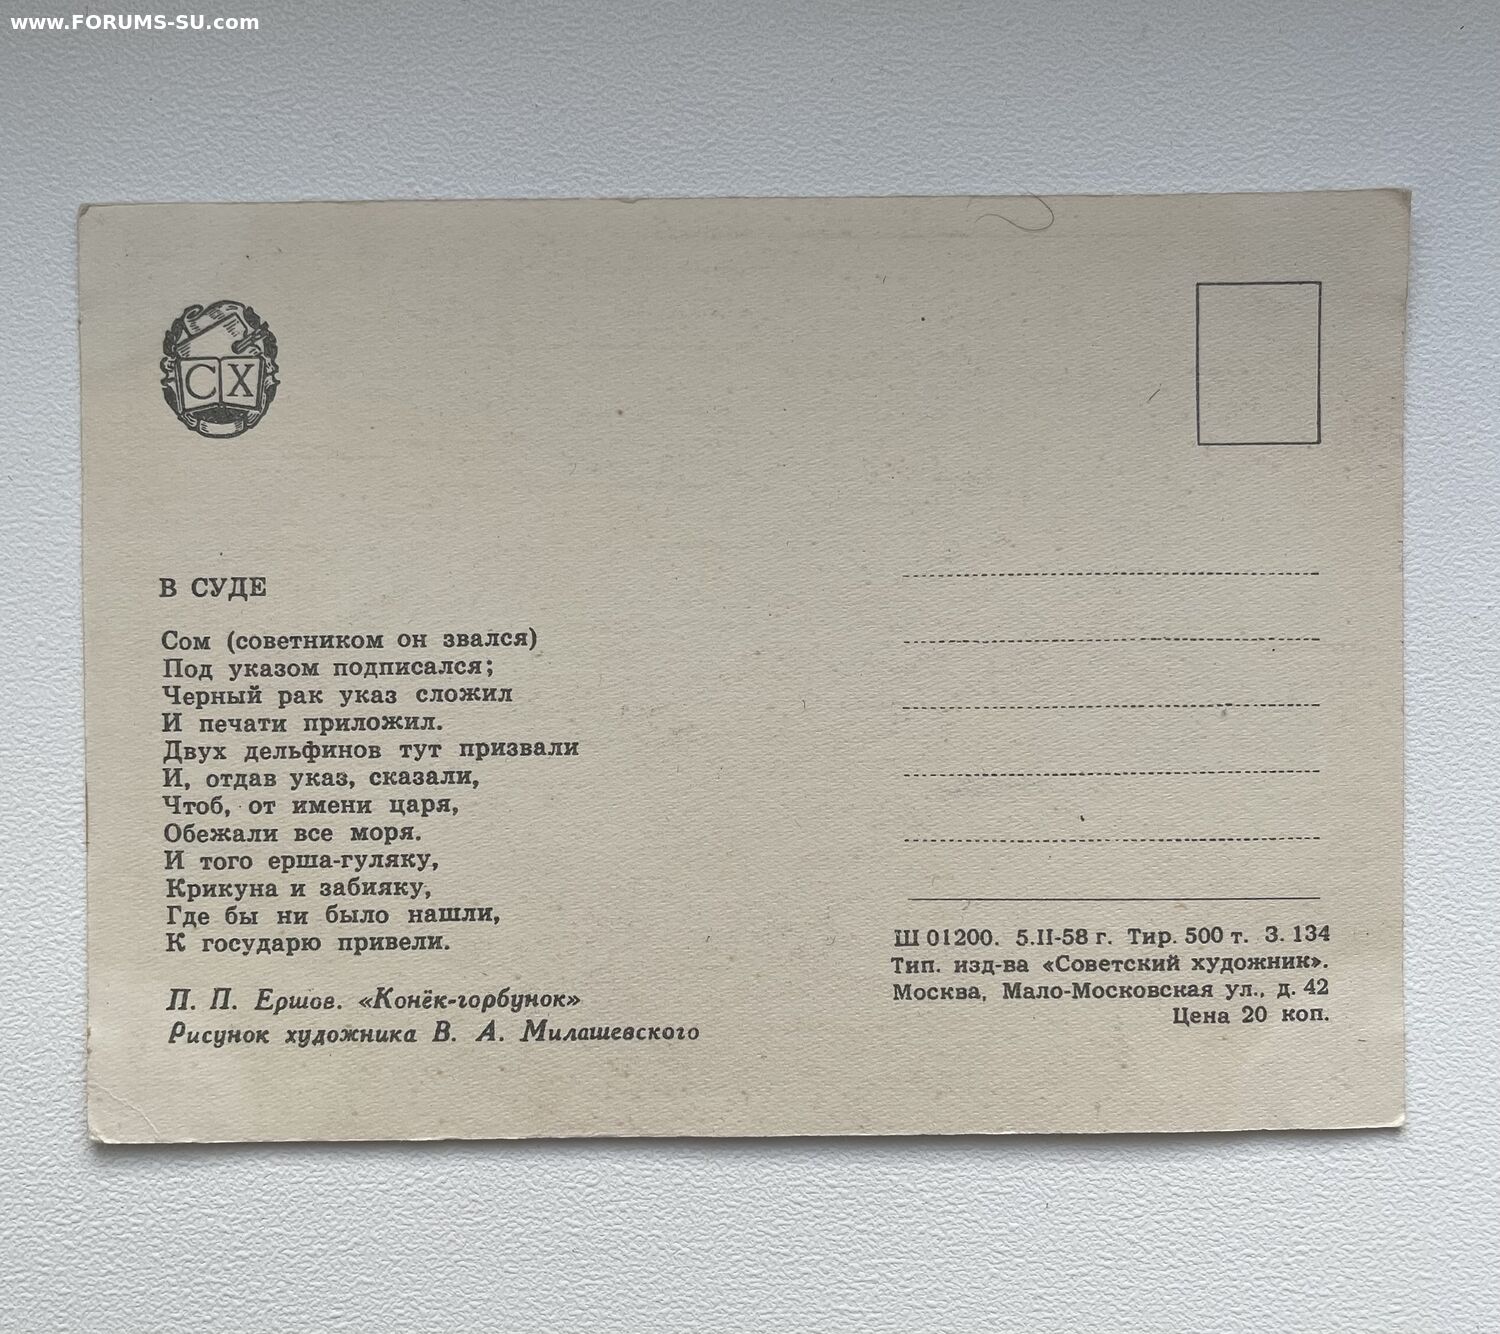 www.FORUMS-SU.com
СХ
В СУДЕ
Сом (советником он звался)
Под указом подписался;
Черный рак указ сложил
И печати приложил.
Двух дельфинов тут призвали
И, отдав указ, сказали,
Чтоб, от имени царя,
Обежали все моря.
И того ерша-гуляку,
Крикуна и забияку,
Где бы ни было нашли,
К государю привели.
П. П. Ершов. «Конёк-горбунок»
Рисунок художника В. А. Милашевского
Ш 01200. 5.II-58 г. Тир. 500 т. З. 134
Тип. изд-ва «Советский художник».
Москва, Мало-Московская ул., д. 42
Цена 20 коп.